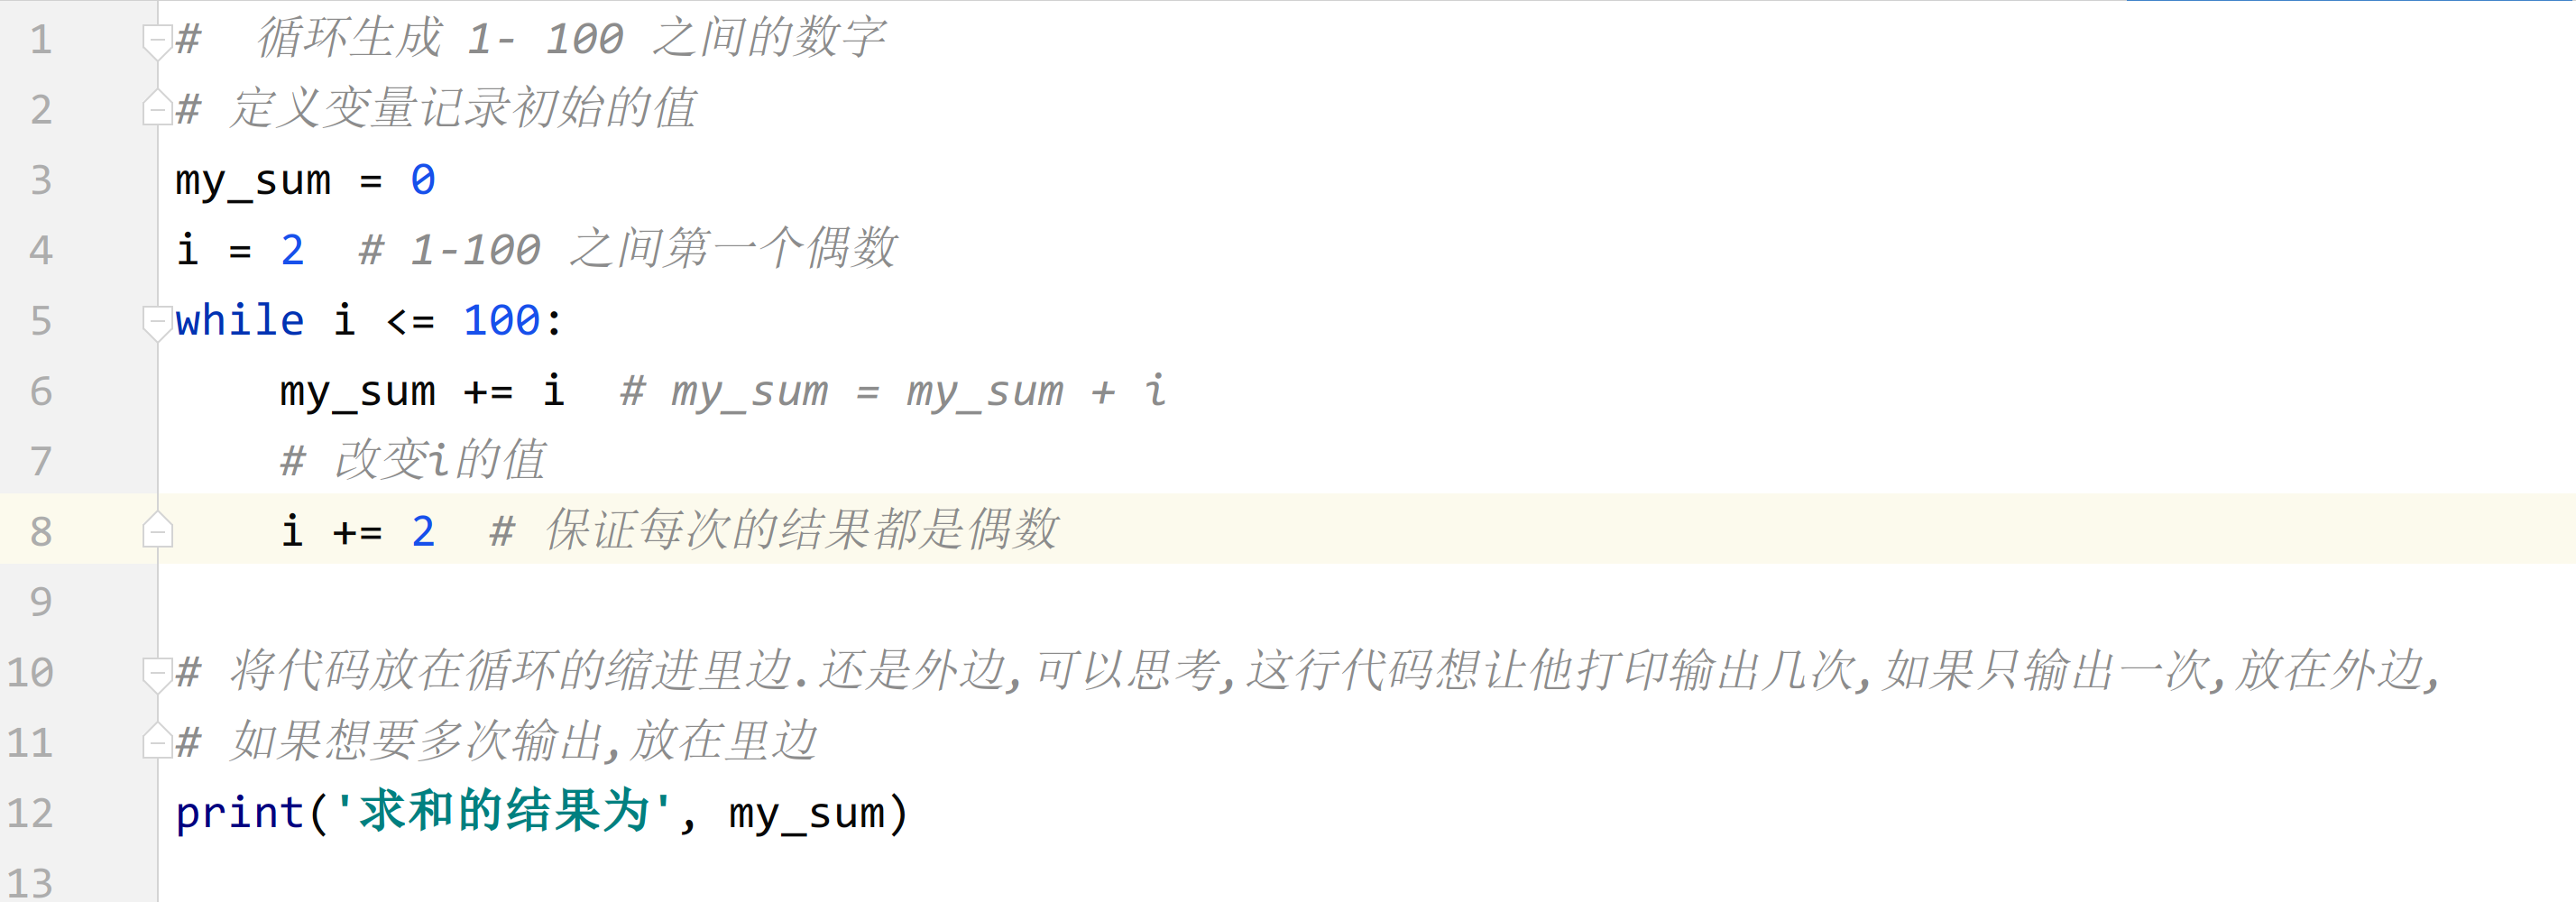 1 #  循环生成 1- 100 之间的数字
2 # 定义变量记录初始的值
3 my_sum = 0
4 i = 2  # 1-100 之间第一个偶数
5 while i <= 100:
6     my_sum += i  # my_sum = my_sum + i
7     # 改变i的值
8     i += 2  # 保证每次的结果都是偶数
9
10 # 将代码放在循环的缩进里边.还是外边,可以思考,这行代码想让他打印输出几次,如果只输出一次,放在外边,
11 # 如果想要多次输出,放在里边
12 print('求和的结果为', my_sum)
13